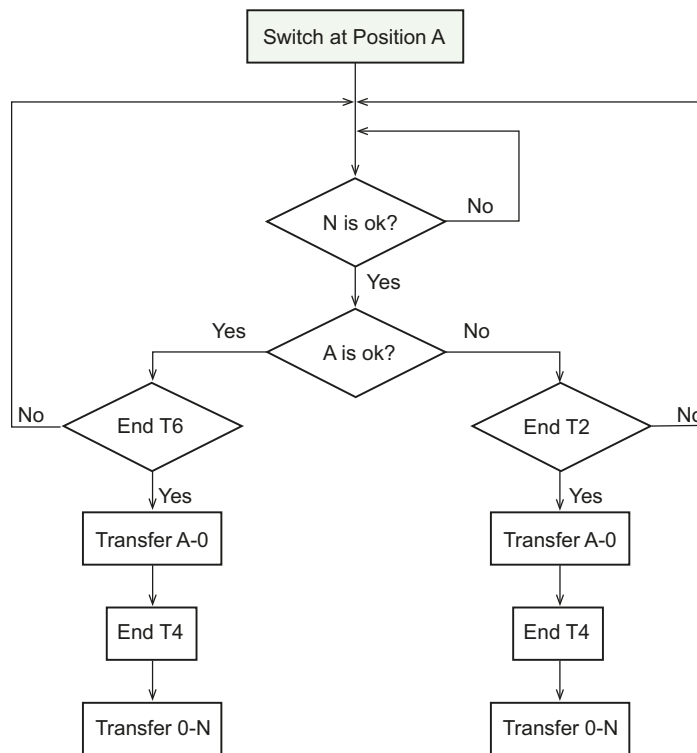 Switch at Position A
N is ok?
No
Yes
Yes
No
A is ok?
No
End T6
End T2
No
Yes
Yes
Transfer A-0
Transfer A-0
End T4
End T4
Transfer 0-N
Transfer 0-N